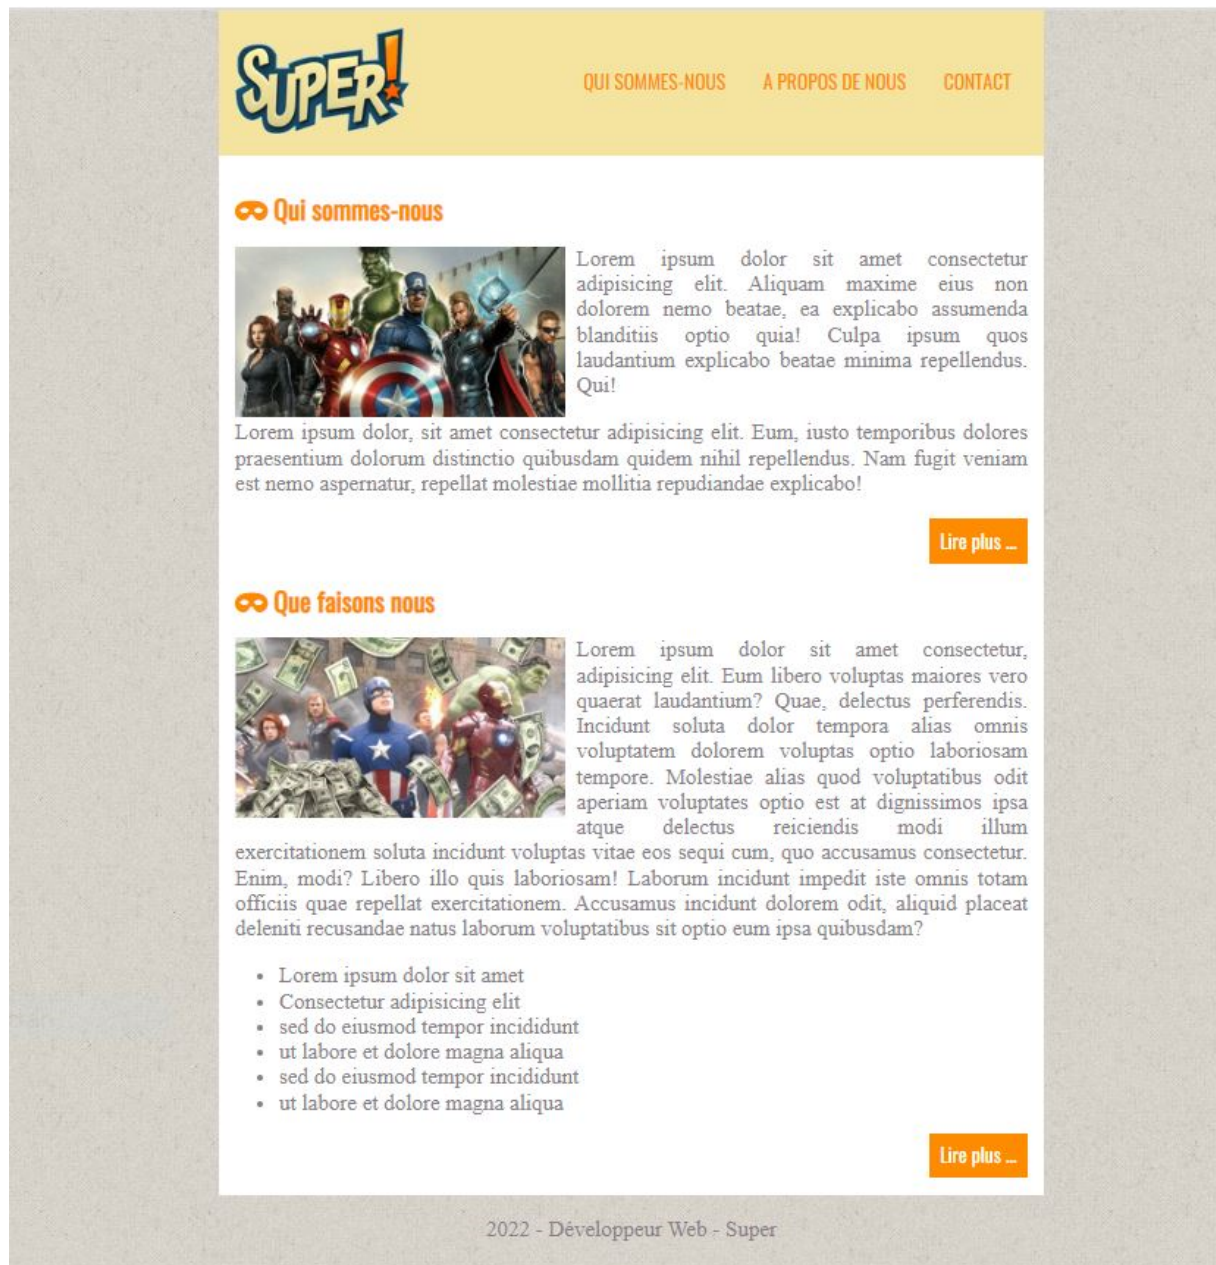 SUPER!
QUI SOMMES-NOUS A PROPOS DE NOUS CONTACT
Qui sommes-nous
Lorem ipsum dolor sit amet consectetur
adipisicing elit. Aliquam maxime eius non
dolorem nemo beatae, ea explicabo assumenda
blanditiis optio quia! Culpa ipsum quos
laudantium explicabo beatae minima repellendus.
Qui!
Lorem ipsum dolor, sit amet consectetur adipisicing elit. Eum, iusto temporibus dolores
praesentium dolorum distinctio quibusdam quidem nihil repellendus. Nam fugit veniam
est nemo aspernatur, repellat molestiae mollitia repudiandae explicabo!
Lire plus ...
Que faisons nous
Lorem ipsum dolor sit amet consectetur,
adipisicing elit. Eum libero voluptas maiores vero
quaerat laudantium? Quae, delectus perferendis.
Incidunt soluta dolor tempora alias omnis
voluptatem dolorem voluptas optio laboriosam
tempore. Molestiae alias quod voluptatibus odit
aperiam voluptates optio est at dignissimos ipsa
atque delectus reiciendis modi illum
exercitationem soluta incidunt voluptas vitae eos sequi cum, quo accusamus consectetur.
Enim, modi? Libero illo quis laboriosam! Laborum incidunt impedit iste omnis totam
officiis quae repellat exercitationem. Accusamus incidunt dolorem odit, aliquid placeat
deleniti recusandae natus laborum voluptatibus sit optio eum ipsa quibusdam?
• Lorem ipsum dolor sit amet
• Consectetur adipisicing elit
• sed do eiusmod tempor incididunt
• ut labore et dolore magna aliqua
• sed do eiusmod tempor incididunt
• ut labore et dolore magna aliqua
Lire plus ...
2022 - Développeur Web - Super